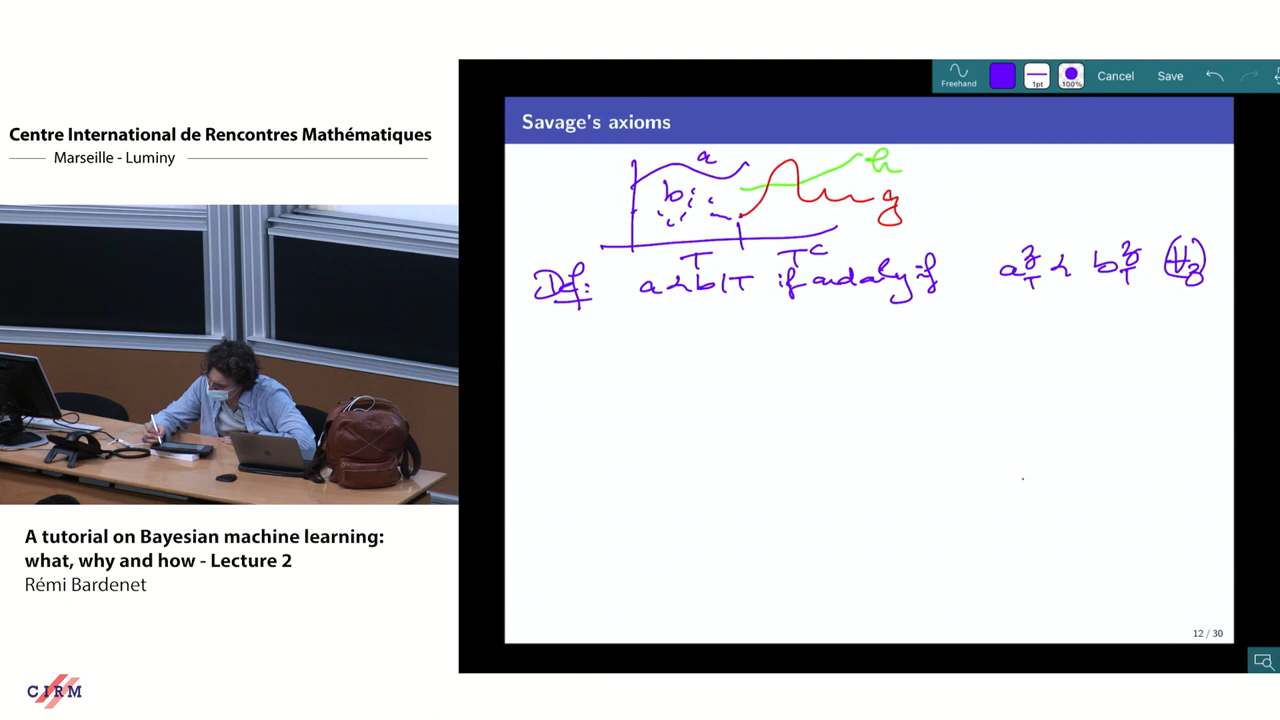 Centre International de Rencontres Mathématiques
Marseille - Luminy
Freehand
1pt
100%
Cancel
Save
Savage's axioms
a
h
b
g
T
T^c
Def: a ≺ b | T if and only if a_T^z ≺ b_T^z ∀z
12 / 30
A tutorial on Bayesian machine learning:
what, why and how - Lecture 2
Rémi Bardenet
CIRM